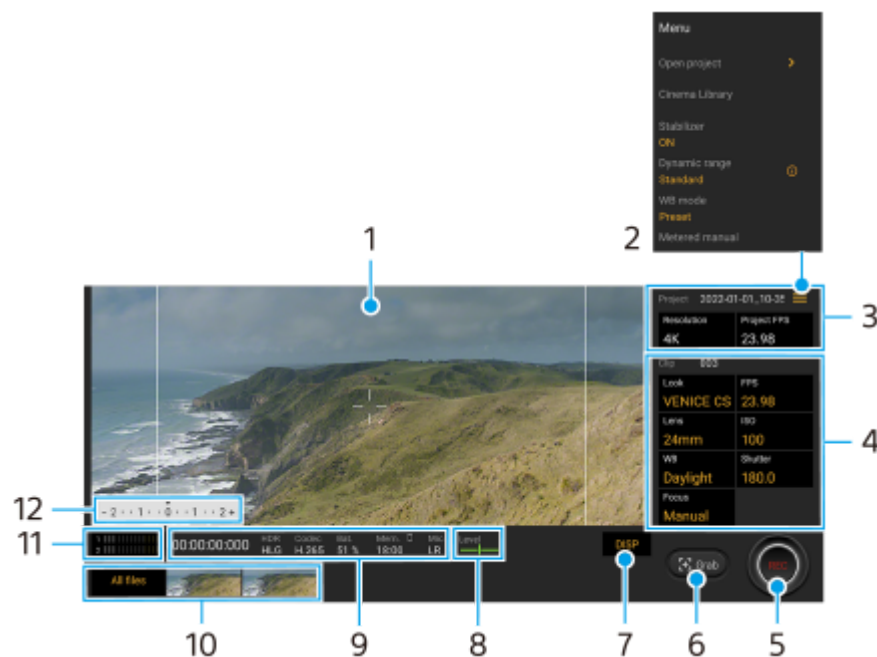 Menu
Open project >
Cinema Library
Stabilizer
ON
Dynamic range
Standard
WB mode
Preset
Metered manual
1
2
Project 2022-01-01_10-35
3
Resolution Project FPS
4K 23.98
Clip 003
Look FPS
VENICE CS 23.98
Lens ISO
24mm 100
4
WB Shutter
Daylight 180.0
Focus
Manual
12
-2··1··0··1··2+
11
1
2
00:00:00:000
HDR Codec Bat. Mem. Mic
HLG H.265 51 % 18:00 LR
Level
DISP
Grab
REC
All files
10 9 8 7 6 5